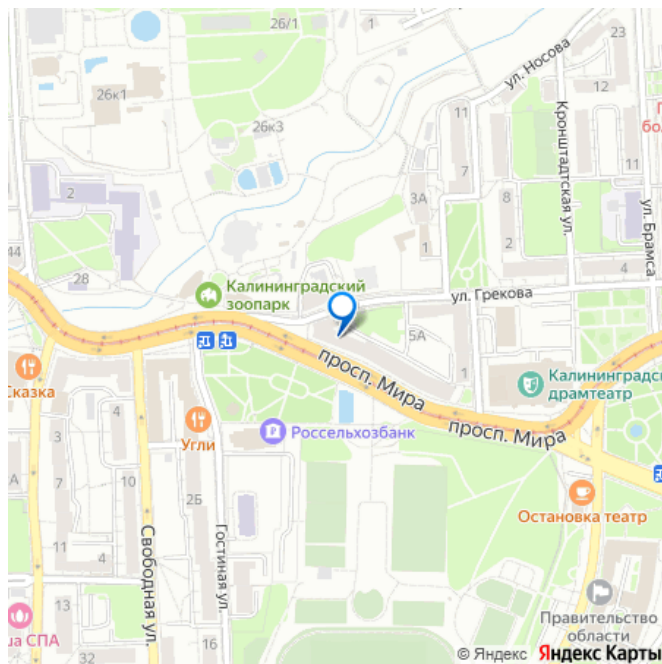 26/1
23
ул. Носова
26к1
12
26к3
11
Кронштадтская ул.
бол
11
7
2
3А
8
ул. Брамса
44
1
2
28
Калининградский
зоопарк
ул. Грекова
4
5А
просп. Мира
Сказка
1
Калининградс
драмтеатр
3
Угли
Россельхозбанк
просп. Мира
7
10
2Б
Свободная ул.
Гостиная ул.
Остановка театр
11
4
13
Правительство
области
ua СПА
32
16
© Яндекс Яндекс Карты